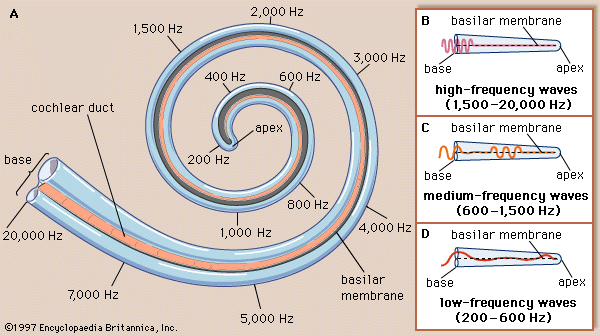 A
2,000 Hz
1,500 Hz
3,000 Hz
400 Hz
600 Hz
cochlear duct
apex
200 Hz
base
800 Hz
20,000 Hz
1,000 Hz
4,000 Hz
basilar
membrane
7,000 Hz
5,000 Hz
©1997 Encyclopaedia Britannica, Inc.
B
basilar membrane
base
apex
high-frequency waves
(1,500–20,000 Hz)
C
basilar membrane
base
apex
medium-frequency waves
(600–1,500 Hz)
D
basilar membrane
base
apex
low-frequency waves
(200–600 Hz)